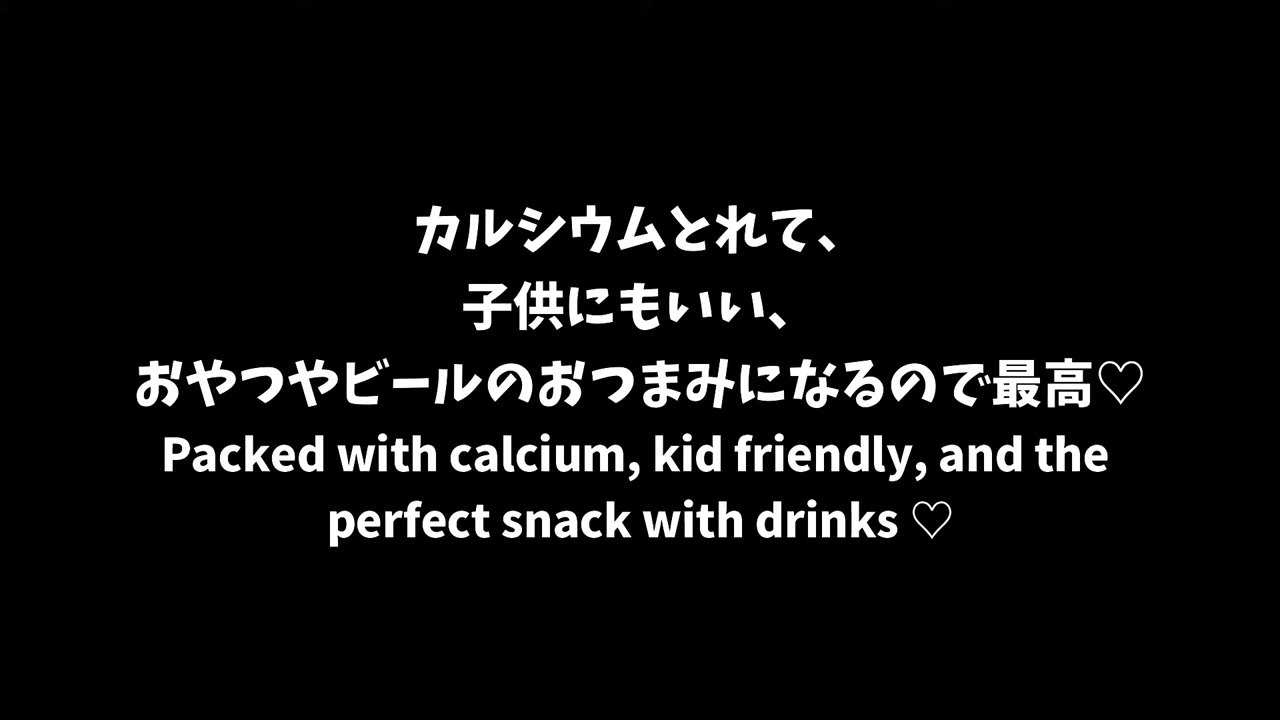 カルシウムとれて、
子供にもいい、
おやつやビールのおつまみになるので最高♡
Packed with calcium, kid friendly, and the
perfect snack with drinks ♡